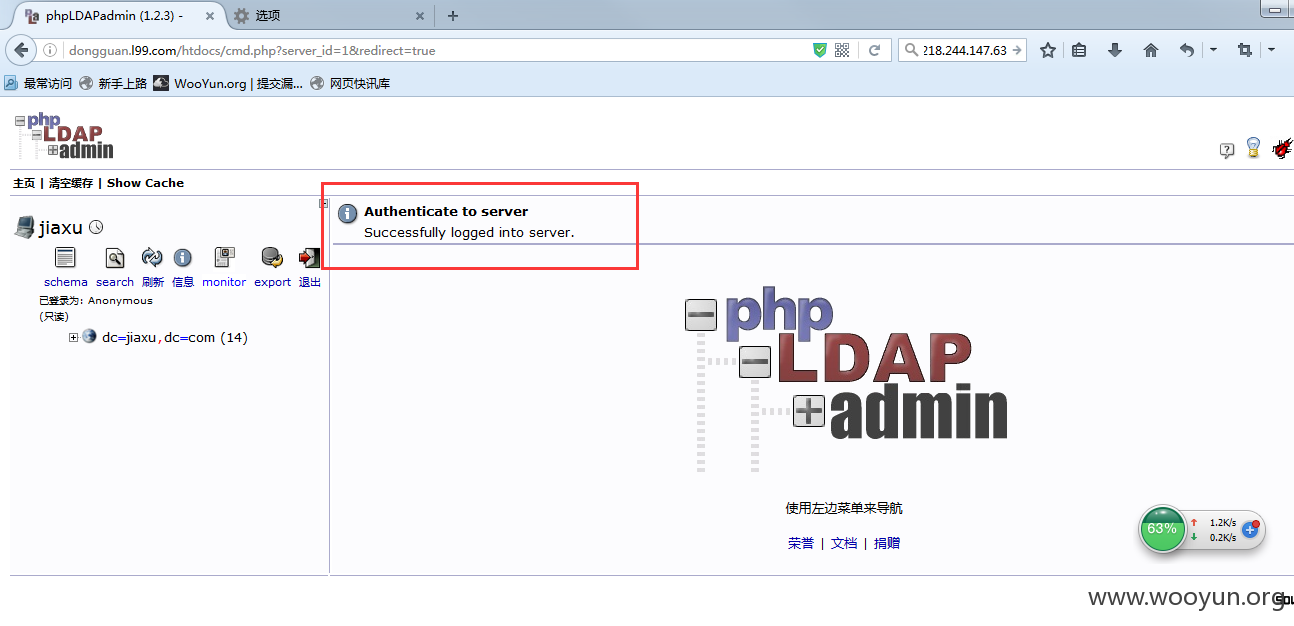 phpLDAPadmin (1.2.3) -
选项
dongguan.l99.com/htdocs/cmd.php?server_id=1&redirect=true
218.244.147.63
最常访问 新手上路 WooYun.org | 提交漏... 网页快讯库
php
LDAP
admin
主页 | 清空缓存 | Show Cache
jiaxu
schema search 刷新 信息 monitor export 退出
已登录为: Anonymous
(只读)
dc=jiaxu,dc=com (14)
Authenticate to server
Successfully logged into server.
php
LDAP
admin
使用左边菜单来导航
荣誉 | 文档 | 捐赠
63%
1.2K/s
0.2K/s
www.wooyun.org